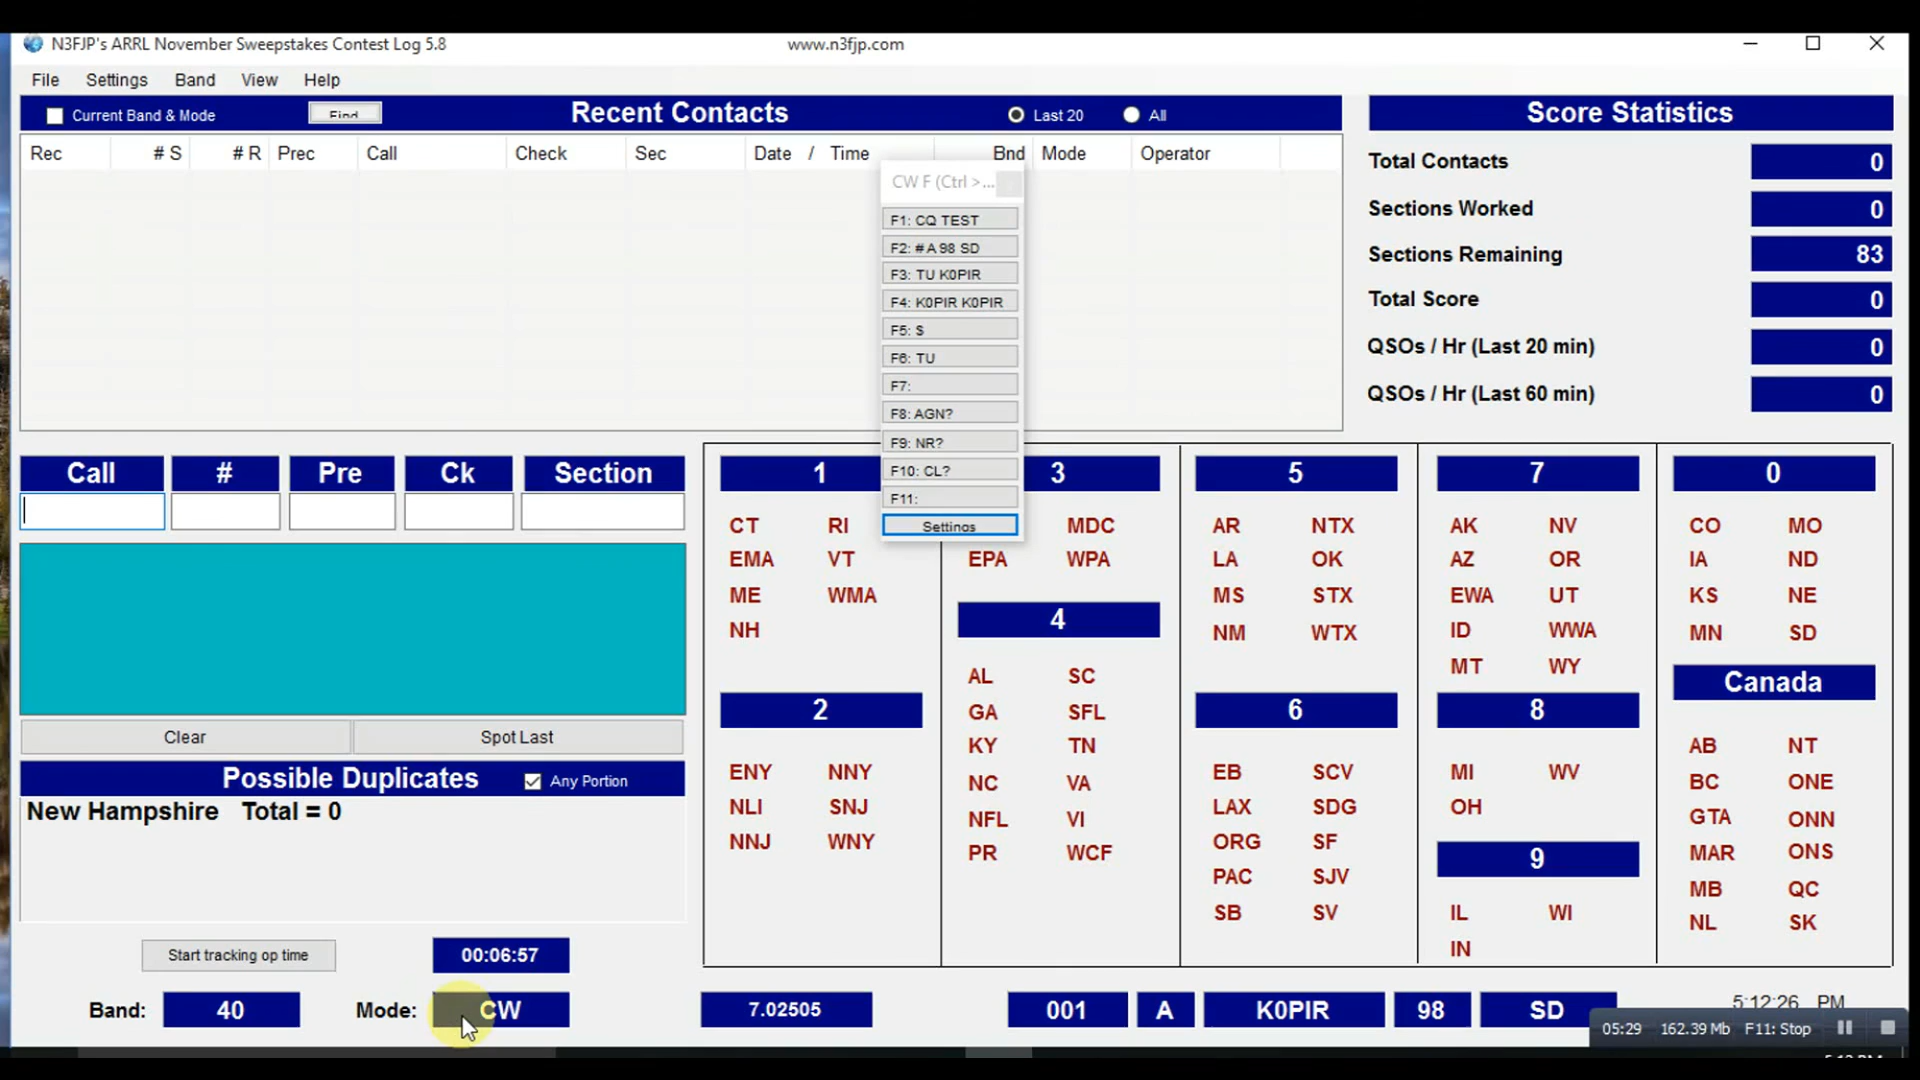 N3FJP's ARRL November Sweepstakes Contest Log 5.8 www.n3fjp.com
File Settings Band View Help
Current Band & Mode Find Recent Contacts Last 20 All
Rec # S # R Prec Call Check Sec Date / Time Bnd Mode Operator
CW F (Ctrl >...
F1: CQ TEST
F2: # A 98 SD
F3: TU K0PIR
F4: K0PIR K0PIR
F5: S
F6: TU
F7:
F8: AGN?
F9: NR?
F10: CL?
F11:
Settings
Score Statistics
Total Contacts 0
Sections Worked 0
Sections Remaining 83
Total Score 0
QSOs / Hr (Last 20 min) 0
QSOs / Hr (Last 60 min) 0
Call # Pre Ck Section
Clear Spot Last
Possible Duplicates Any Portion
New Hampshire Total = 0
Start tracking op time 00:06:57
1
CT RI
EMA VT
ME WMA
NH
2
ENY NNY
NLI SNJ
NNJ WNY
3
MDC
EPA WPA
4
AL SC
GA SFL
KY TN
NC VA
NFL VI
PR WCF
5
AR NTX
LA OK
MS STX
NM WTX
6
EB SCV
LAX SDG
ORG SF
PAC SJV
SB SV
7
AK NV
AZ OR
EWA UT
ID WWA
MT WY
8
MI WV
OH
9
IL WI
IN
0
CO MO
IA ND
KS NE
MN SD
Canada
AB NT
BC ONE
GTA ONN
MAR ONS
MB QC
NL SK
Band: 40 Mode: CW 7.02505 001 A K0PIR 98 SD 5:12:26 PM
05:29 162.39 Mb F11: Stop